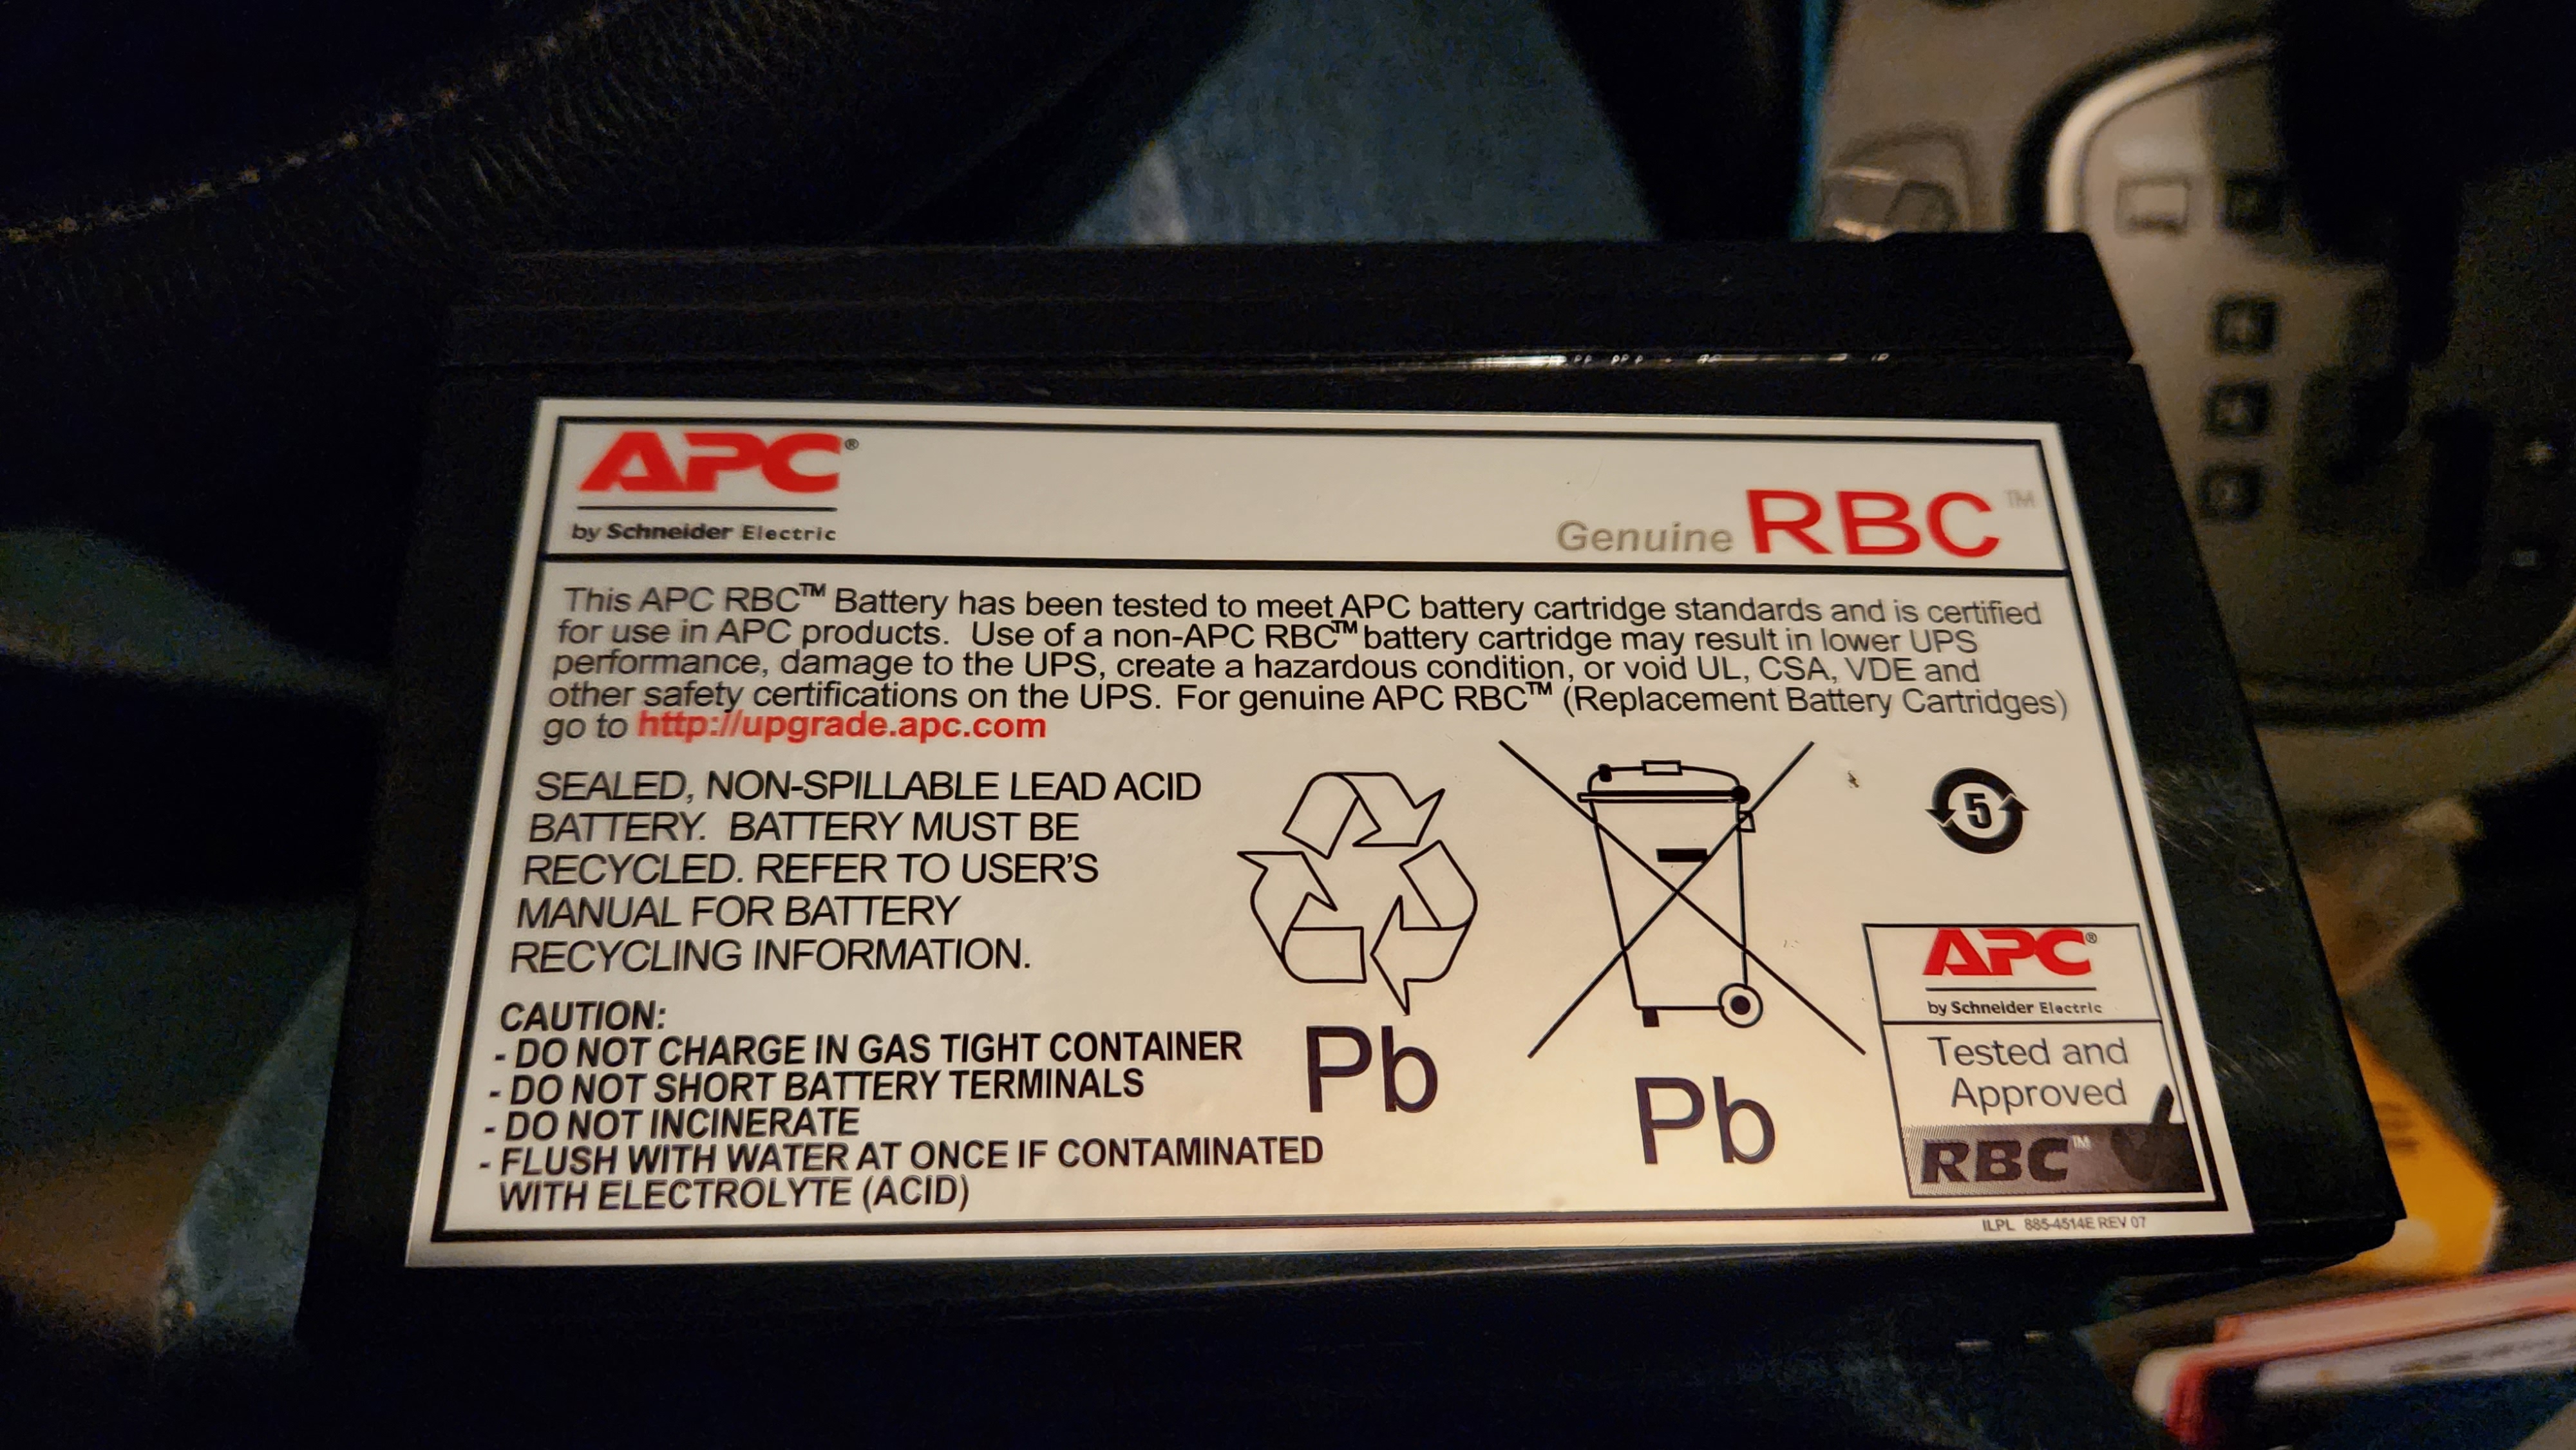 APC®
by Schneider Electric
Genuine RBC™
This APC RBC™ Battery has been tested to meet APC battery cartridge standards and is certified
for use in APC products. Use of a non-APC RBC™ battery cartridge may result in lower UPS
performance, damage to the UPS, create a hazardous condition, or void UL, CSA, VDE and
other safety certifications on the UPS. For genuine APC RBC™ (Replacement Battery Cartridges)
go to http://upgrade.apc.com
SEALED, NON-SPILLABLE LEAD ACID
BATTERY. BATTERY MUST BE
RECYCLED. REFER TO USER'S
MANUAL FOR BATTERY
RECYCLING INFORMATION.
CAUTION:
- DO NOT CHARGE IN GAS TIGHT CONTAINER
- DO NOT SHORT BATTERY TERMINALS
- DO NOT INCINERATE
- FLUSH WITH WATER AT ONCE IF CONTAMINATED
WITH ELECTROLYTE (ACID)
Pb
Pb
5
APC®
by Schneider Electric
Tested and
Approved
RBC™
ILPL 885-4514E REV 07